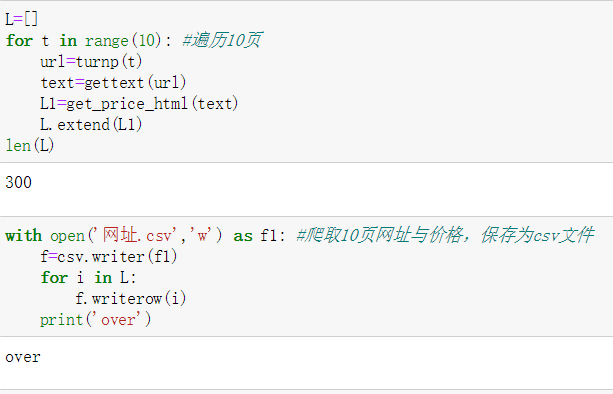 L=[]
for t in range(10): #遍历10页
    url=turnp(t)
    text=gettext(url)
    L1=get_price_html(text)
    L.extend(L1)
len(L)
300
with open('网址.csv','w') as f1: #爬取10页网址与价格，保存为csv文件
    f=csv.writer(f1)
    for i in L:
        f.writerow(i)
    print('over')
over